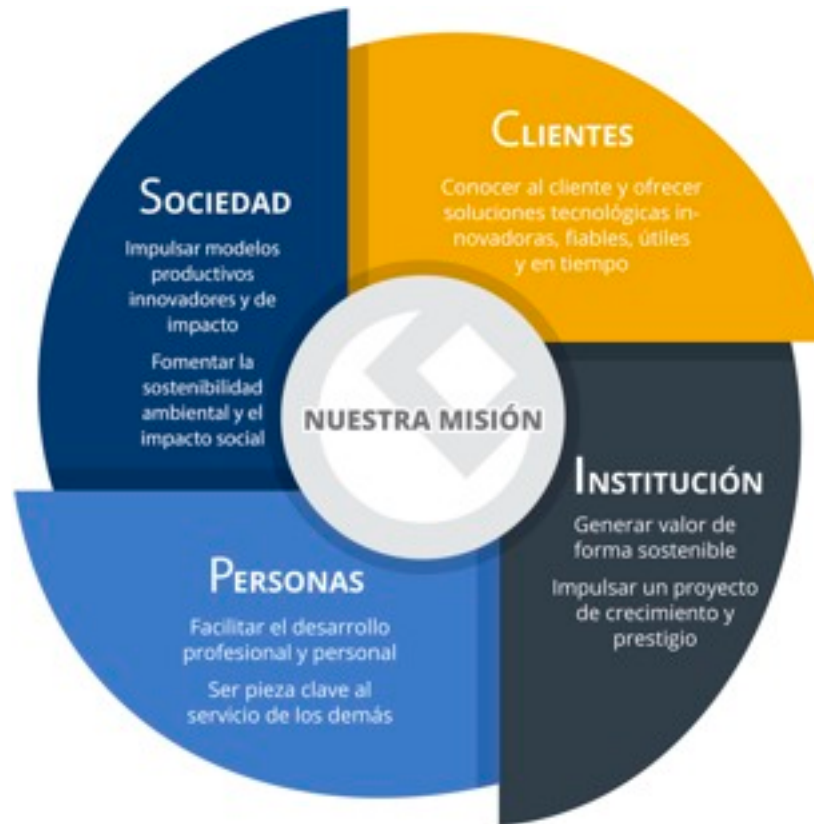 SOCIEDAD
Impulsar modelos
productivos
innovadores y de
impacto
Fomentar la
sostenibilidad
ambiental y el
impacto social
CLIENTES
Conocer al cliente y ofrecer
soluciones tecnológicas in-
novadoras, fiables, útiles
y en tiempo
NUESTRA MISIÓN
INSTITUCIÓN
Generar valor de
forma sostenible
Impulsar un proyecto
de crecimiento y
prestigio
PERSONAS
Facilitar el desarrollo
profesional y personal
Ser pieza clave al
servicio de los demás